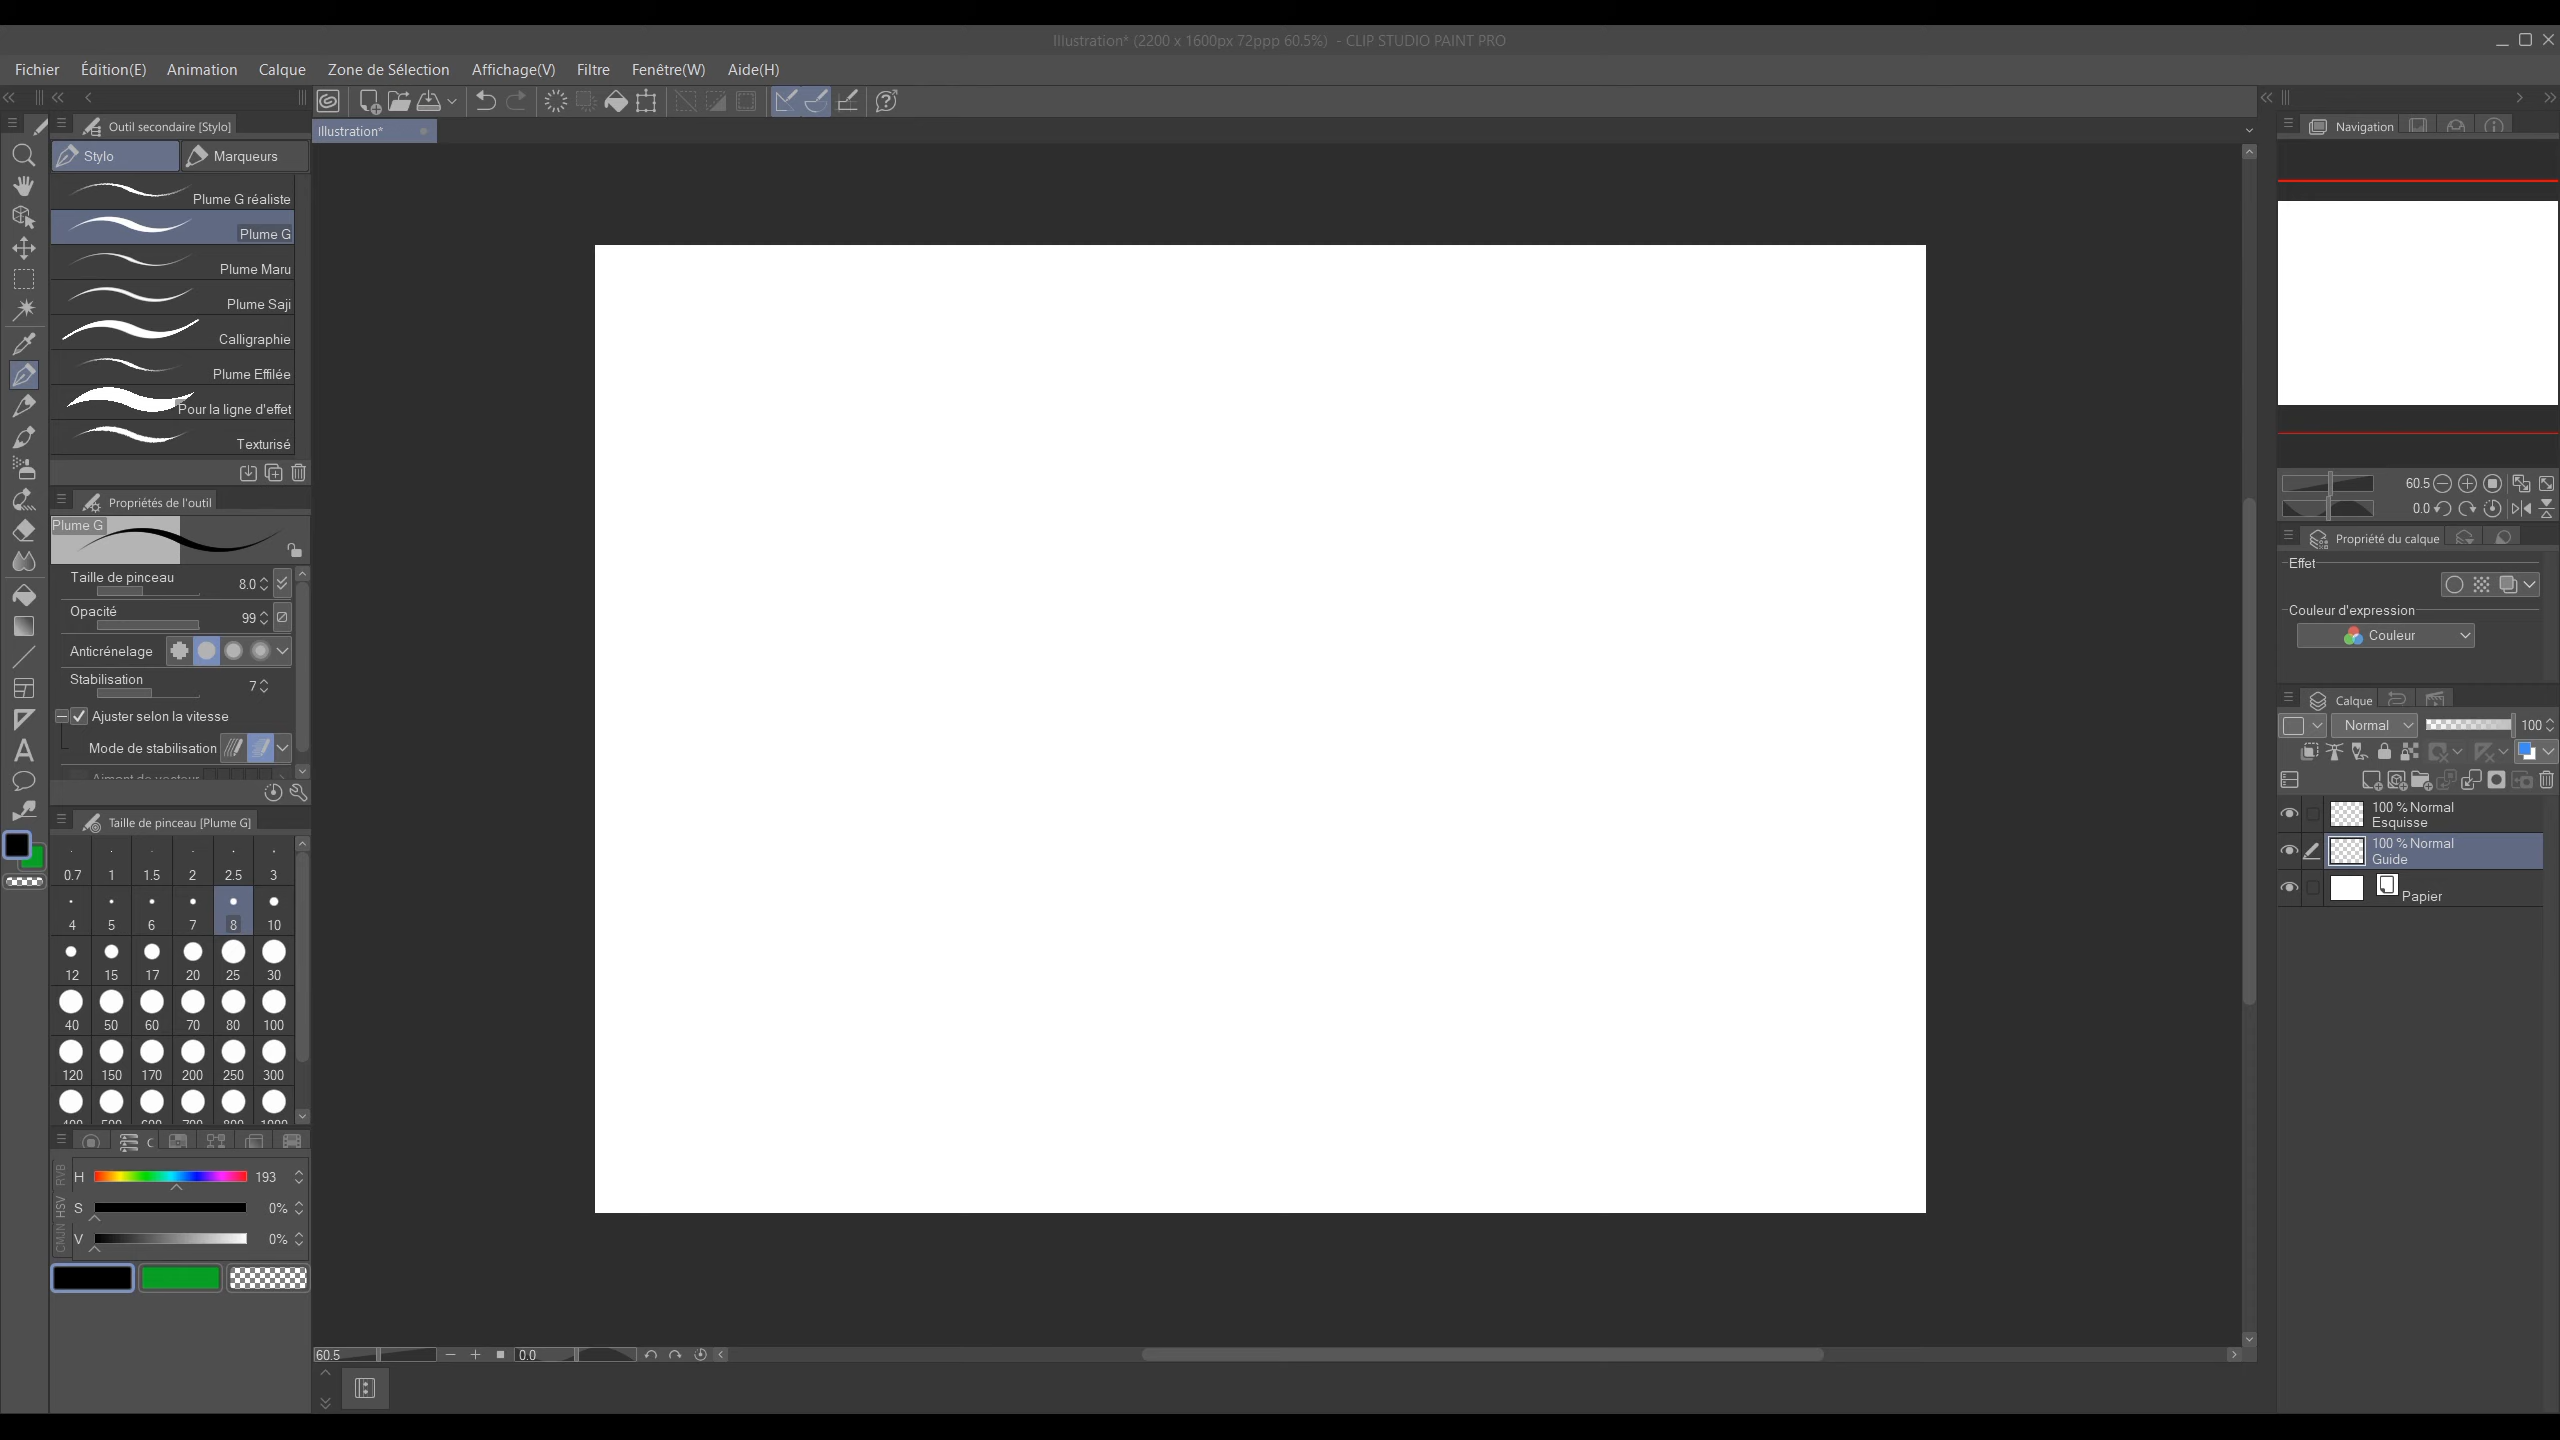 Illustration* (2200 x 1600px 72ppp 60.5%)  - CLIP STUDIO PAINT PRO
Fichier Édition(E) Animation Calque Zone de Sélection Affichage(V) Filtre Fenêtre(W) Aide(H)
Outil secondaire [Stylo]
Stylo Marqueurs
Plume G réaliste
Plume G
Plume Maru
Plume Saji
Calligraphie
Plume Effilée
Pour la ligne d'effet
Texturisé
Propriétés de l'outil
Plume G
Taille de pinceau 8.0
Opacité 99
Anticrénelage
Stabilisation 7
Ajuster selon la vitesse
Mode de stabilisation
Aimant de vecteur
Taille de pinceau [Plume G]
0.7 1 1.5 2 2.5 3
4 5 6 7 8 10
12 15 17 20 25 30
40 50 60 70 80 100
120 150 170 200 250 300
RVB
HSV
CMJN
H 193
S 0%
V 0%
Illustration*
60.5 0.0
Navigation
60.5
0.0
Propriété du calque
Effet
Couleur d'expression
Couleur
Calque
Normal 100
100 % Normal
Esquisse
100 % Normal
Guide
Papier